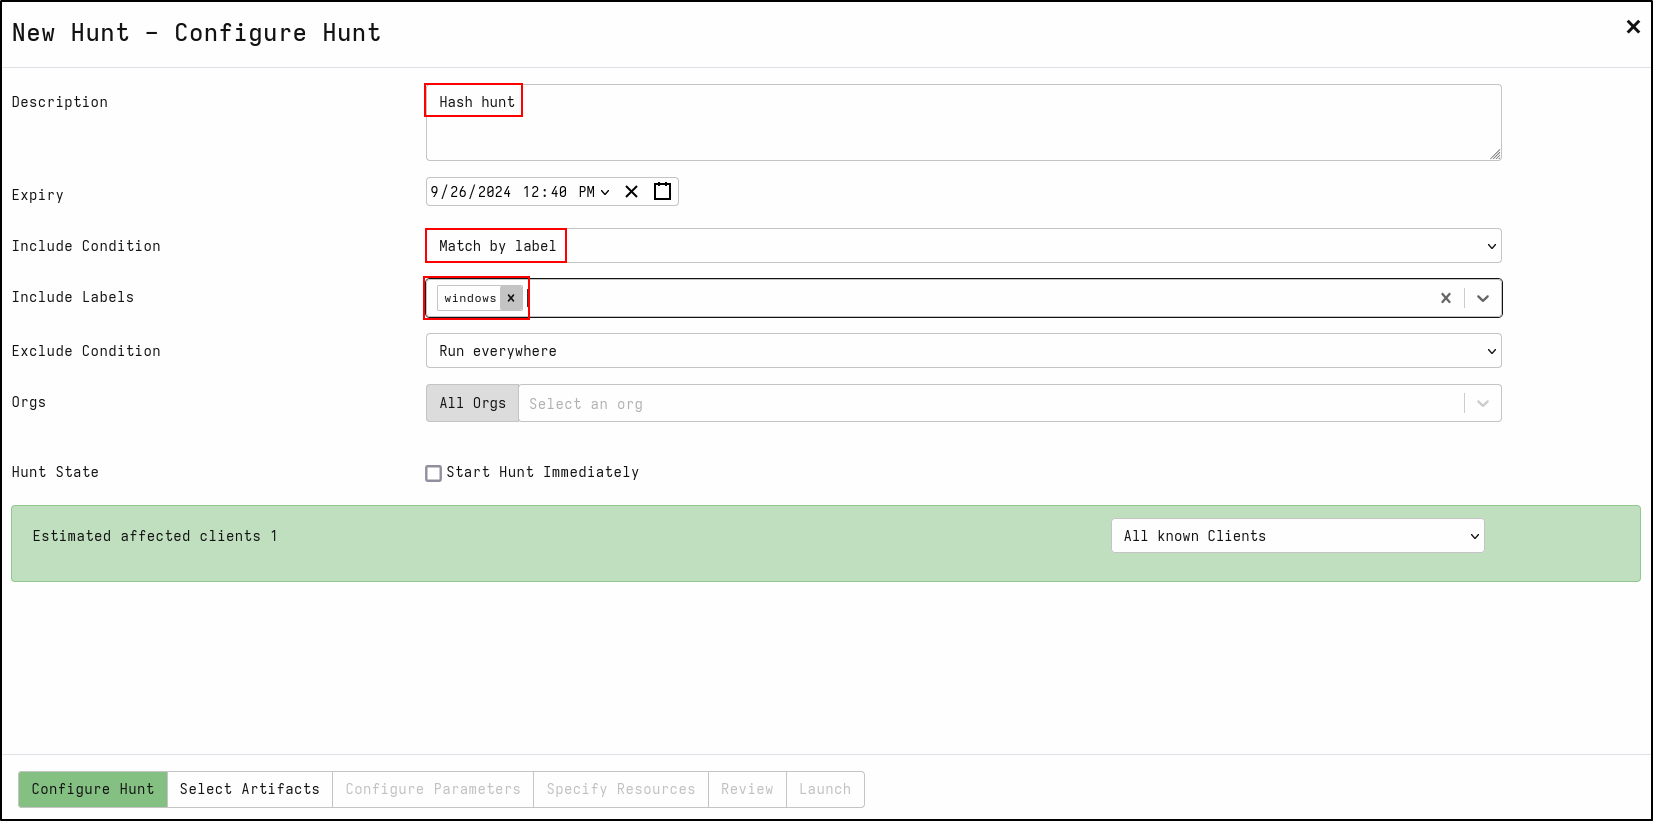 New Hunt - Configure Hunt
Description
Hash hunt
Expiry
9/26/2024 12:40 PM
Include Condition
Match by label
Include Labels
windows
Exclude Condition
Run everywhere
Orgs
All Orgs Select an org
Hunt State
Start Hunt Immediately
Estimated affected clients 1
All known Clients
Configure Hunt Select Artifacts Configure Parameters Specify Resources Review Launch